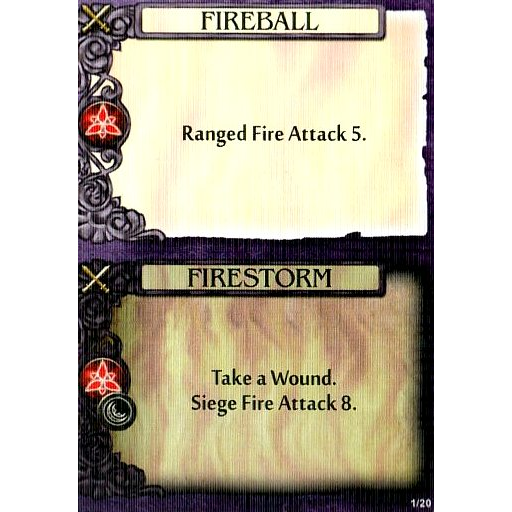 FIREBALL
Ranged Fire Attack 5.
FIRESTORM
Take a Wound.
Siege Fire Attack 8.
1/20